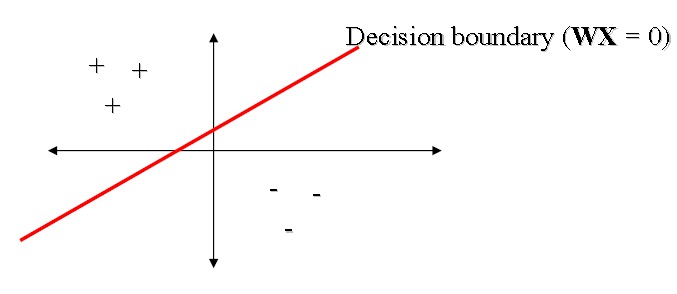 Decision boundary (WX = 0)
+ +
+
- -
-